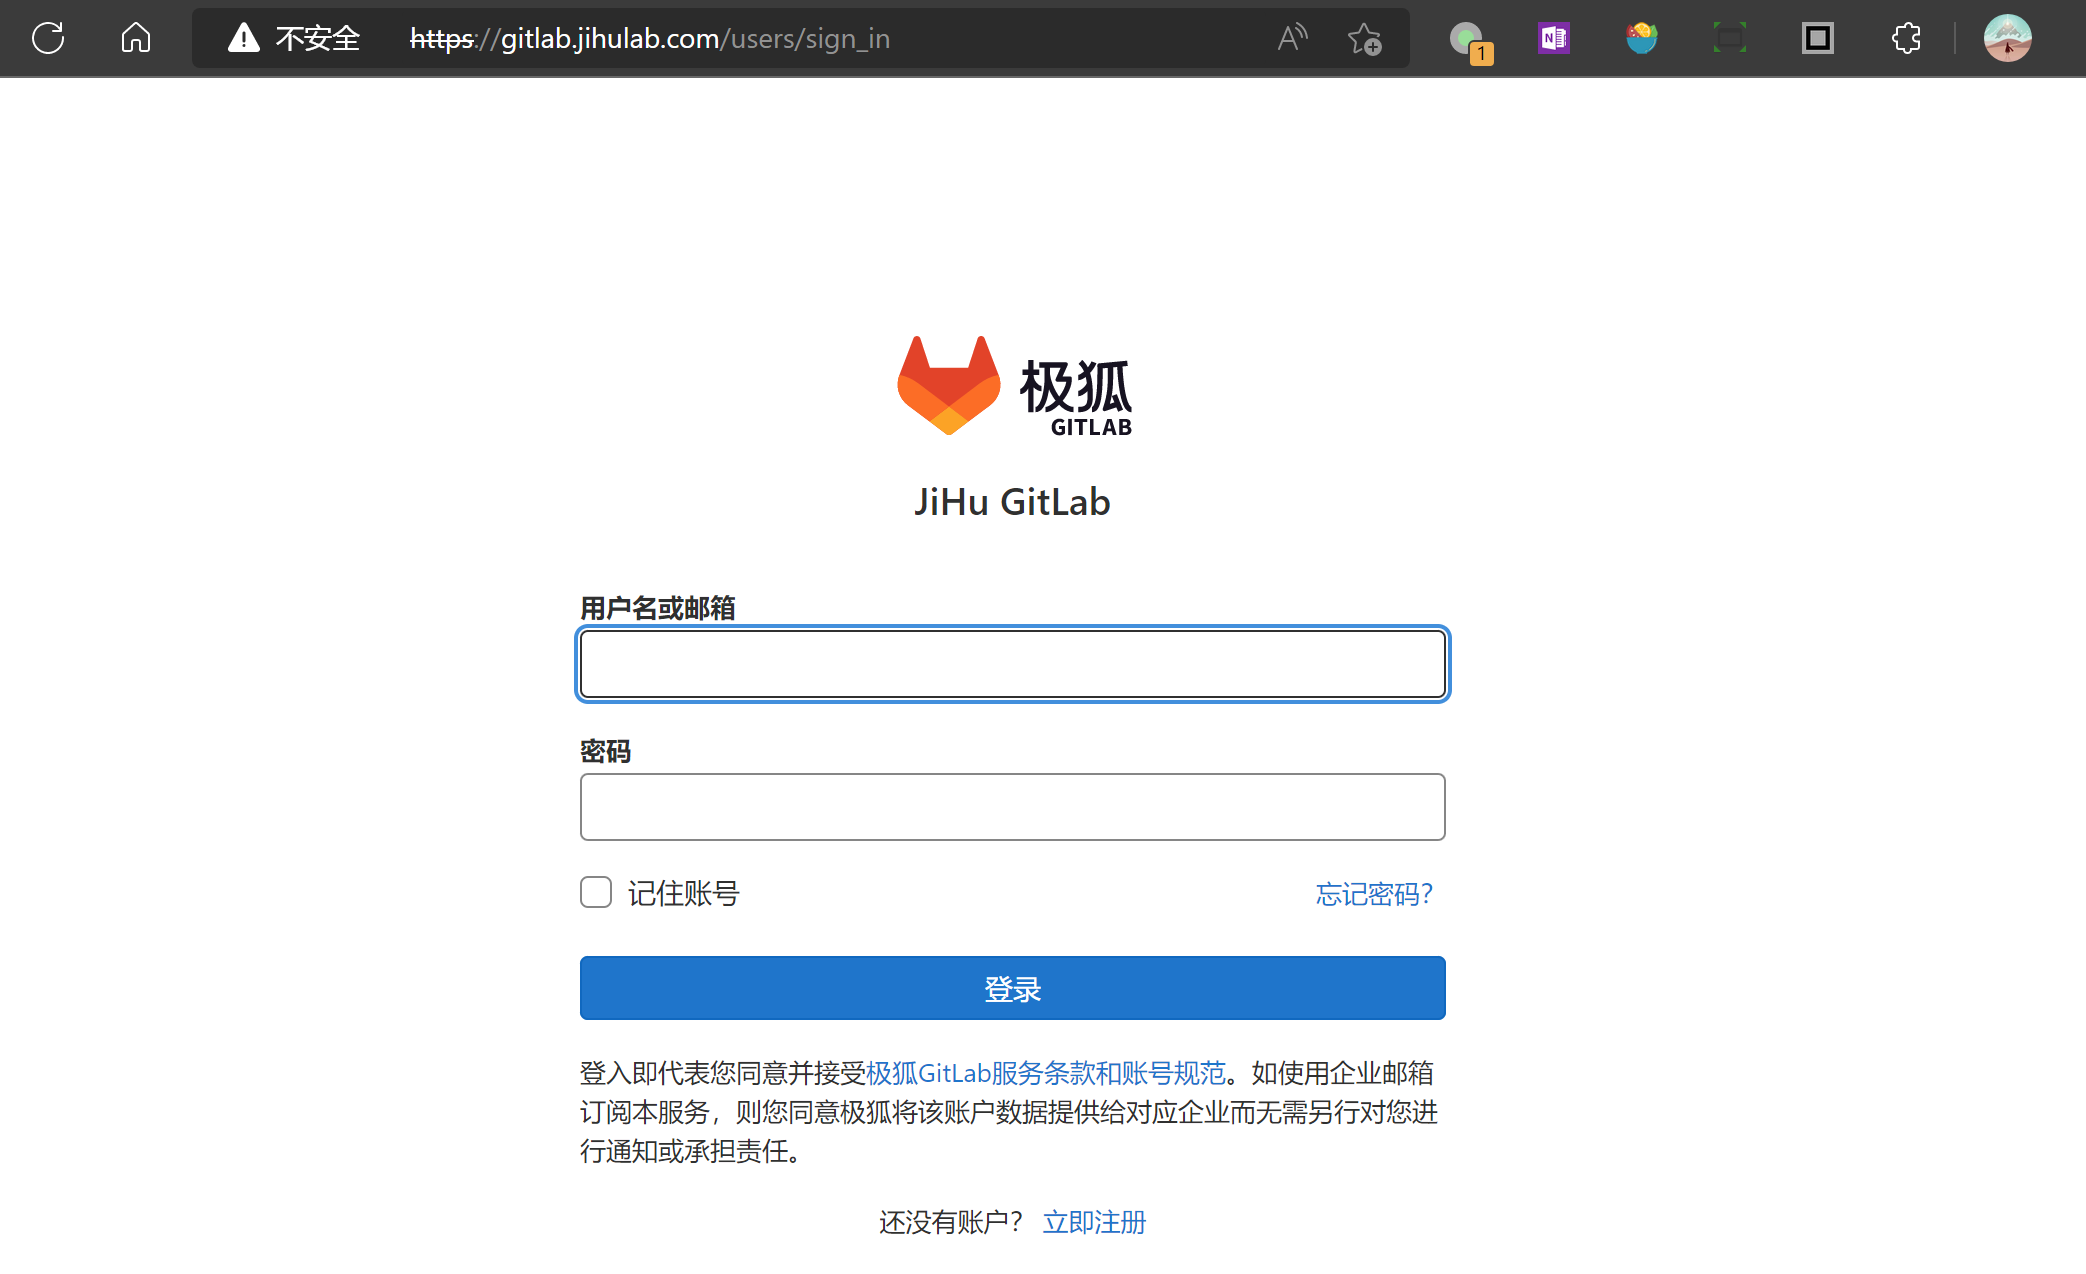 不安全 https://gitlab.jihulab.com/users/sign_in
1
极狐
GITLAB
JiHu GitLab
用户名或邮箱
密码
记住账号 忘记密码?
登录
登入即代表您同意并接受极狐GitLab服务条款和账号规范。如使用企业邮箱
订阅本服务，则您同意极狐将该账户数据提供给对应企业而无需另行对您进
行通知或承担责任。
还没有账户？ 立即注册